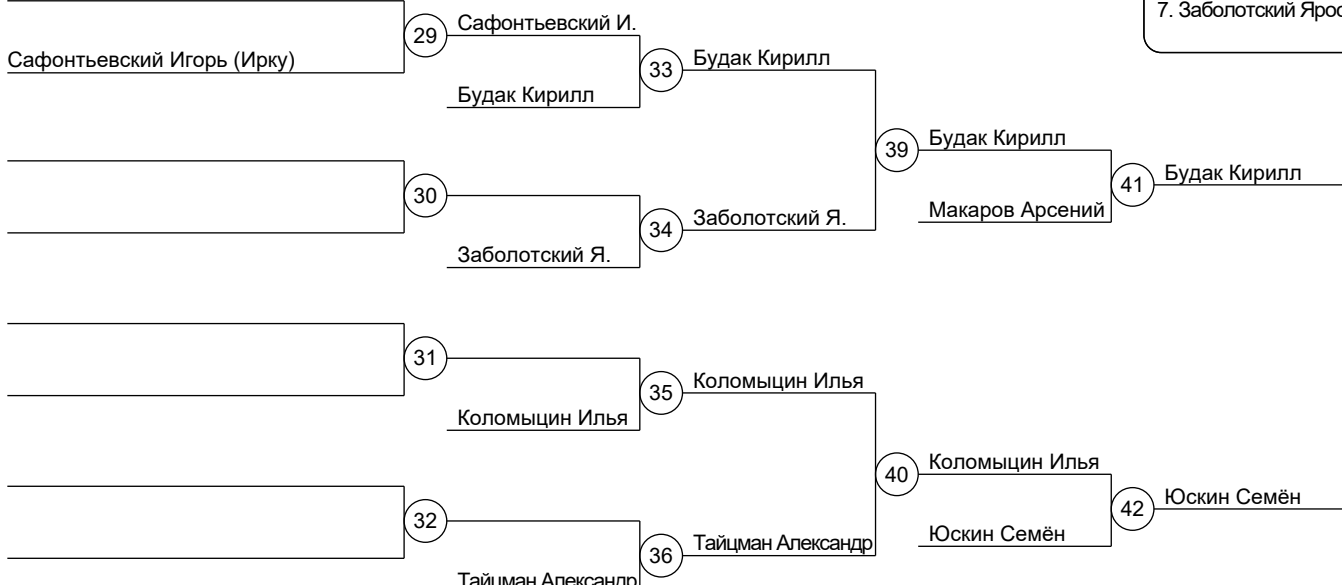 7. Заболотский Ярос
Сафонтьевский Игорь (Ирку)
29
Сафонтьевский И.
Будак Кирилл
33
Будак Кирилл
30
Заболотский Я.
34
Заболотский Я.
39
Будак Кирилл
Макаров Арсений
41
Будак Кирилл
31
Коломыцин Илья
35
Коломыцин Илья
32
Тайцман Александр
36
Тайцман Александр
40
Коломыцин Илья
Юскин Семён
42
Юскин Семён